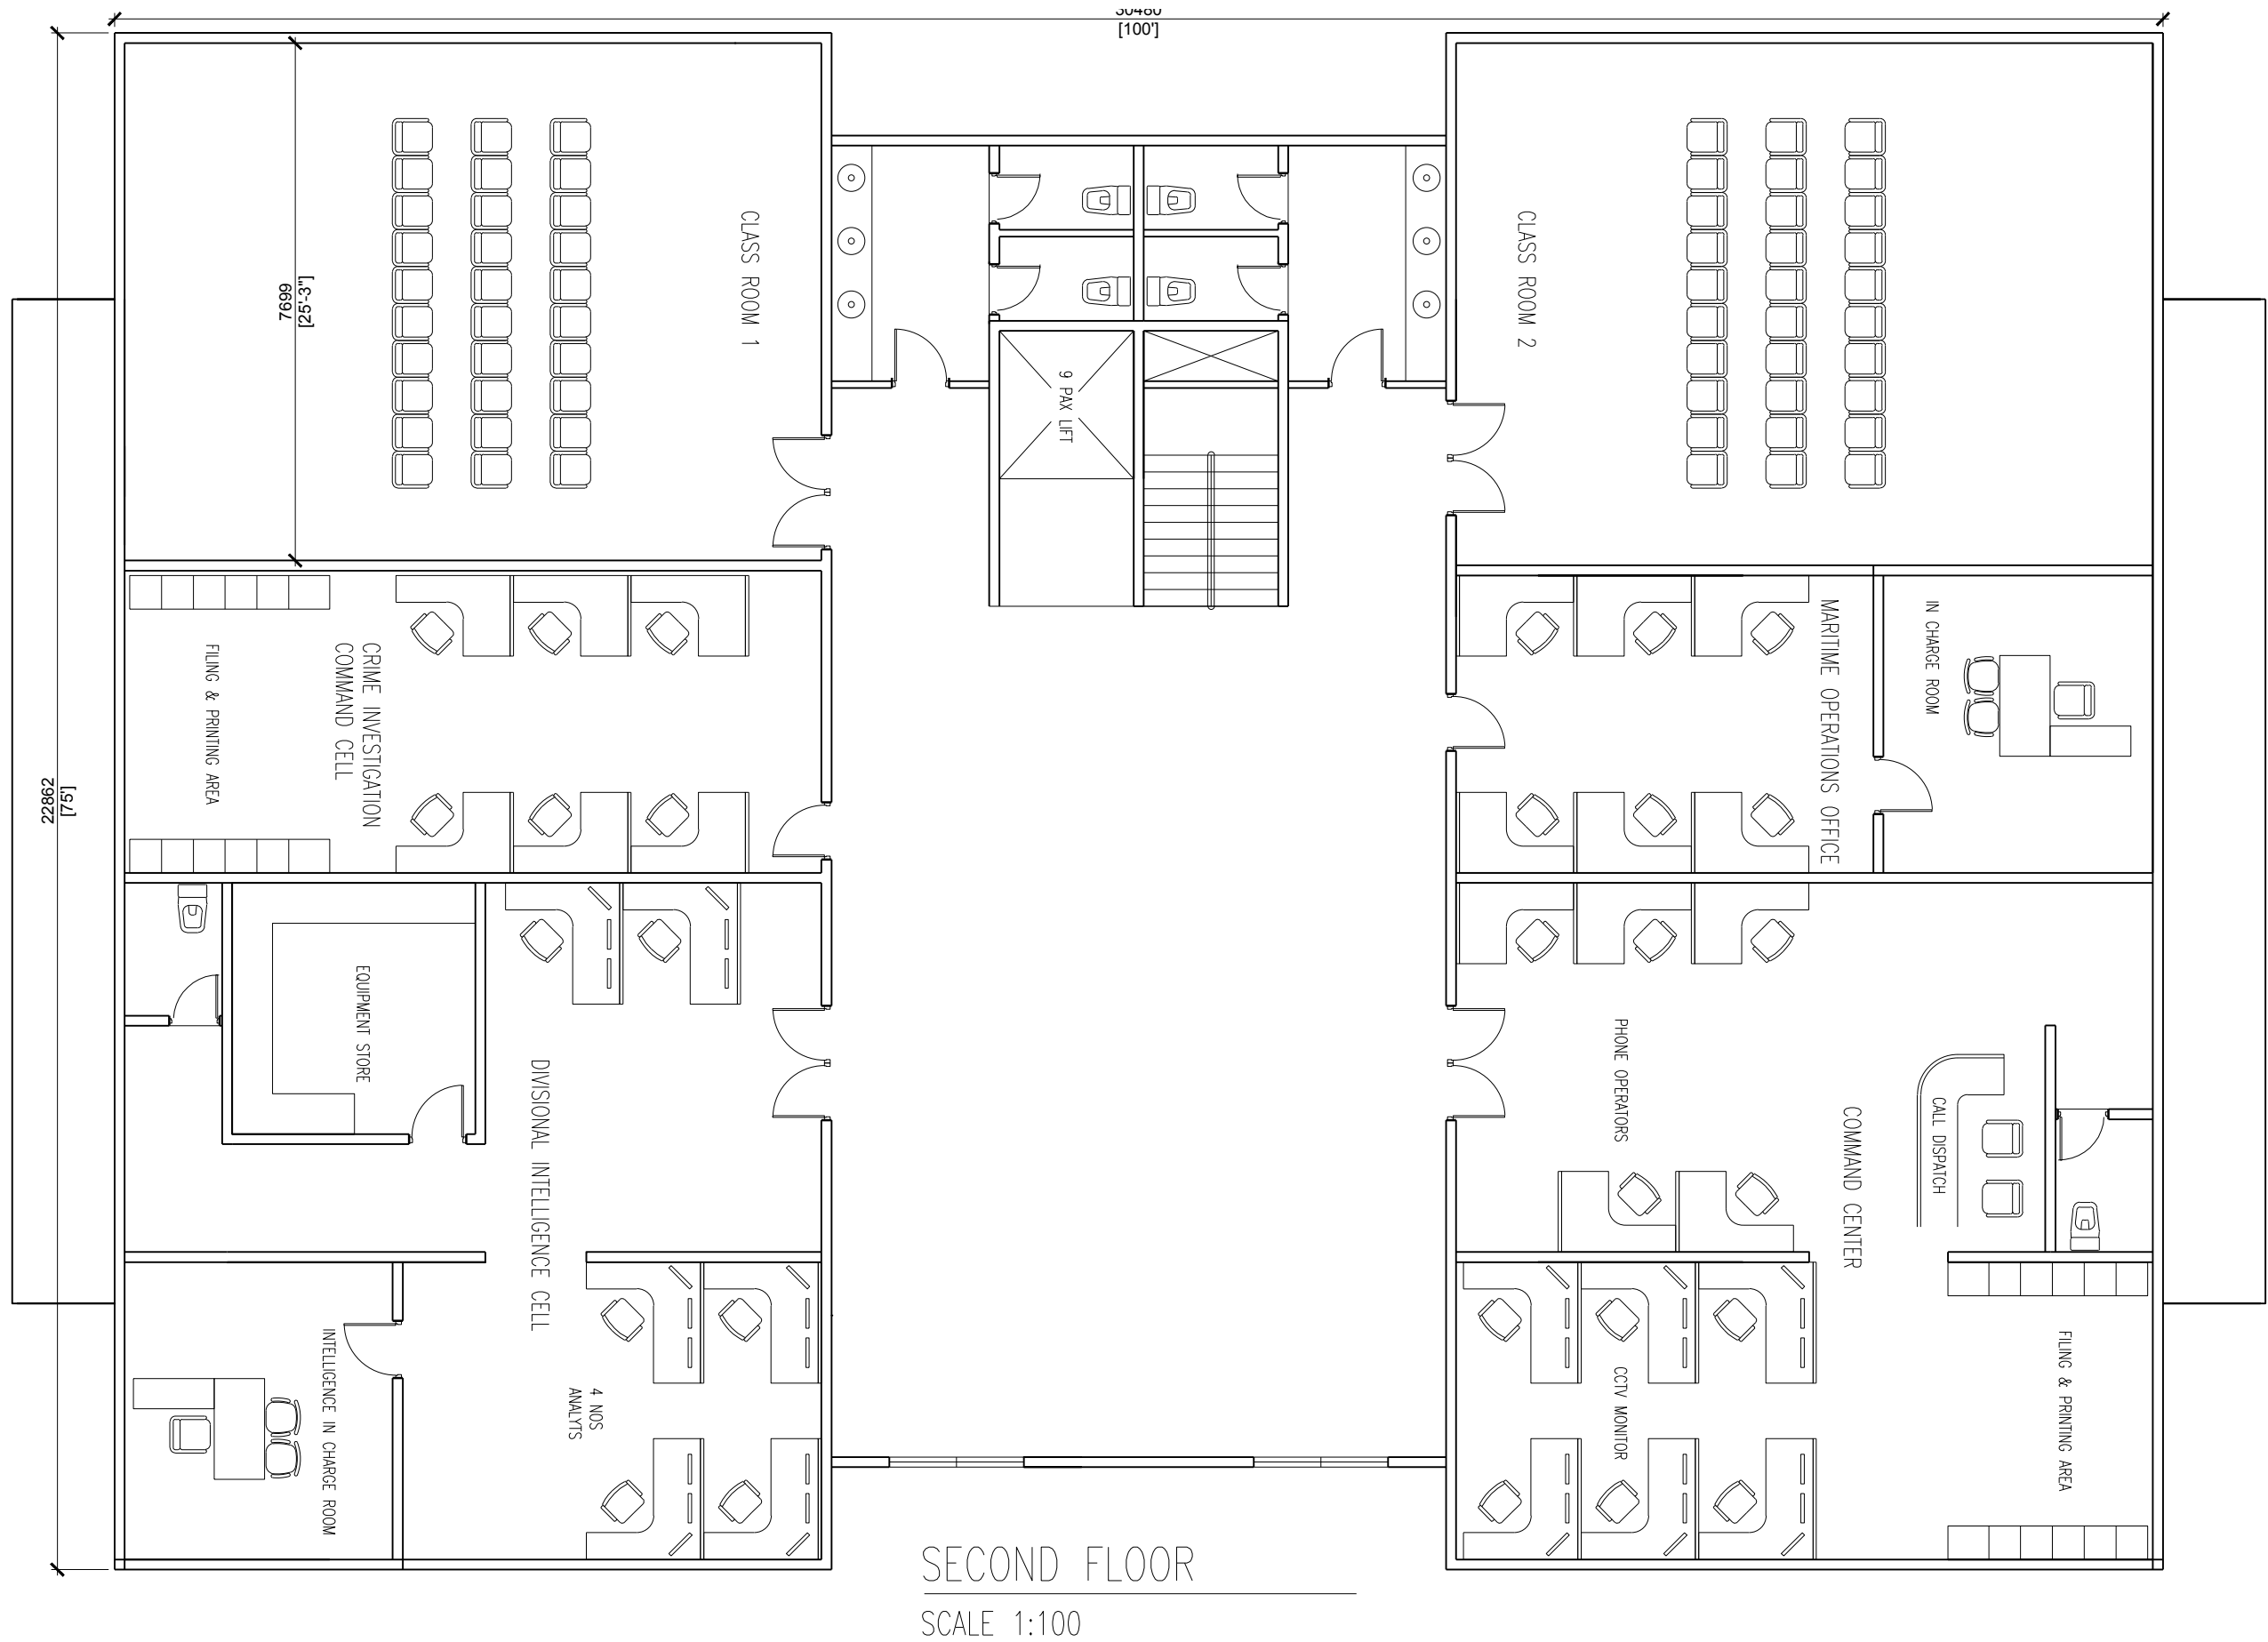 30480
[100']
CLASS ROOM 1
CLASS ROOM 2
7699
[25'-3"]
9 PAX LIFT
FILING & PRINTING AREA
CRIME INVESTIGATION
COMMAND CELL
MARITIME OPERATIONS OFFICE
IN CHARGE ROOM
22862
[75']
EQUIPMENT STORE
DIVISIONAL INTELLIGENCE CELL
PHONE OPERATORS
COMMAND CENTER
CALL DISPATCH
INTELLIGENCE IN CHARGE ROOM
4 NOS
ANALYTS
CCTV MONITOR
FILING & PRINTING AREA
SECOND FLOOR
SCALE 1:100